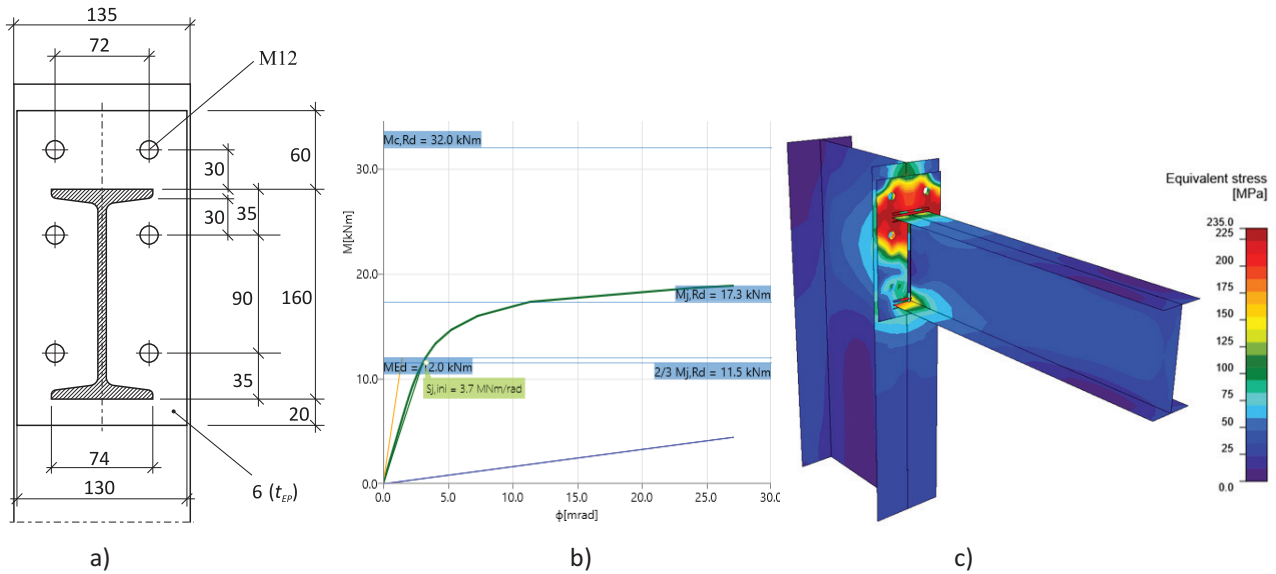 135
72
M12
60
30
30
35
90
160
35
20
74
130
6 (tEP)
a)
Mc,Rd = 32.0 kNm
30.0
M[kNm]
20.0
Mj,Rd = 17.3 kNm
MEd = 12.0 kNm
2/3 Mj,Rd = 11.5 kNm
10.0
Sj,ini = 3.7 MNm/rad
0.0
0.0 5.0 10.0 15.0 20.0 25.0 30.0
ϕ[mrad]
b)
Equivalent stress
[MPa]
235.0
225
200
175
150
125
100
75
50
25
0.0
c)